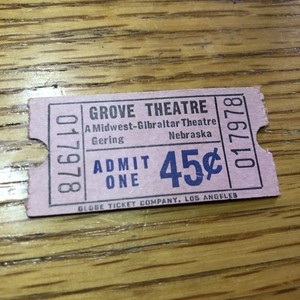 GROVE THEATRE
A Midwest-Gibraltar Theatre
Gering Nebraska
ADMIT ONE 45¢
017978
017978
GLOBE TICKET COMPANY, LOS ANGELES